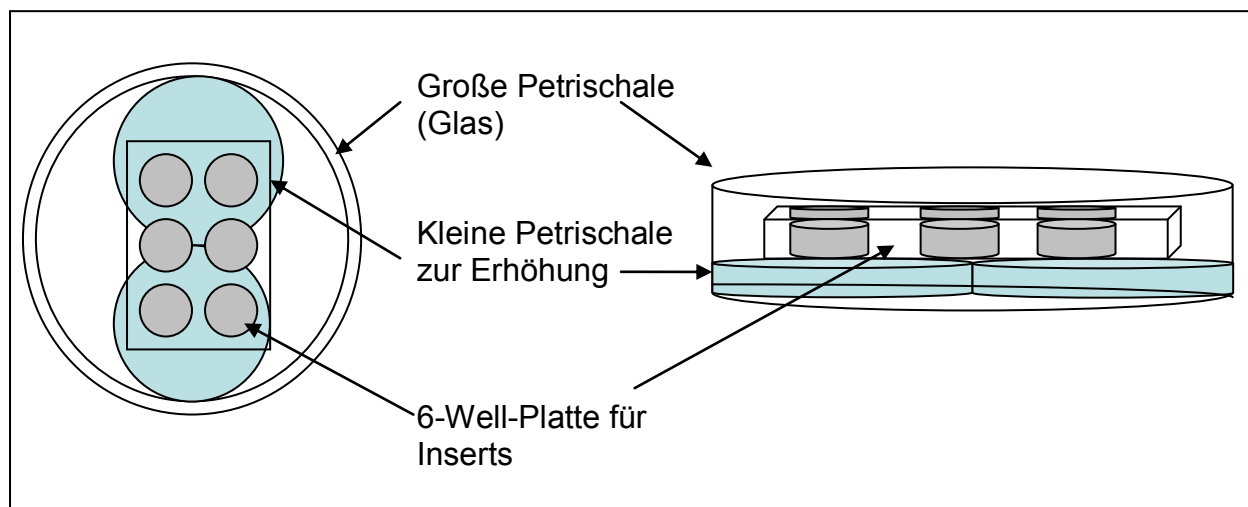 Große Petrischale
(Glas)
Kleine Petrischale
zur Erhöhung
6-Well-Platte für
Inserts